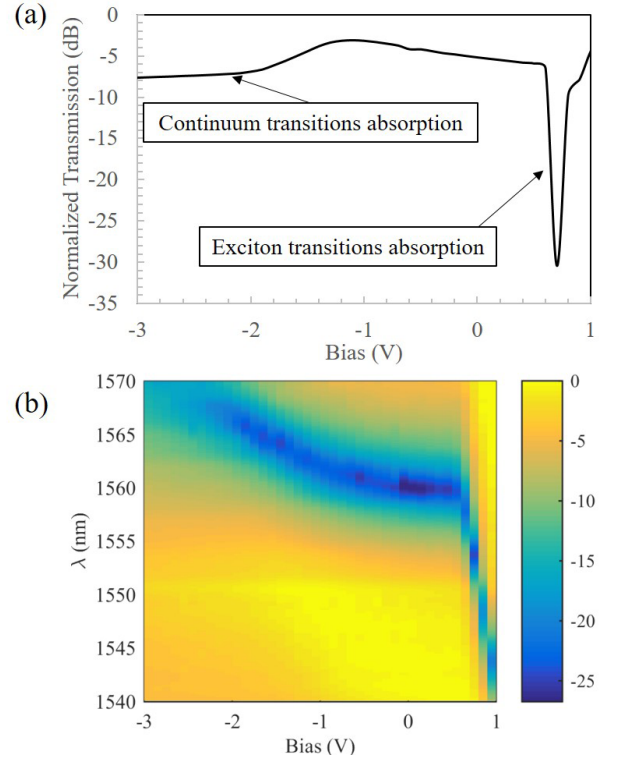 (a)
0
-5
-10
-15
-20
-25
-30
-35
Normalized Transmission (dB)
Continuum transitions absorption
Exciton transitions absorption
-3 -2 -1 0 1
Bias (V)
(b)
1570
1565
1560
1555
1550
1545
1540
λ (nm)
-3 -2 -1 0 1
Bias (V)
0
-5
-10
-15
-20
-25